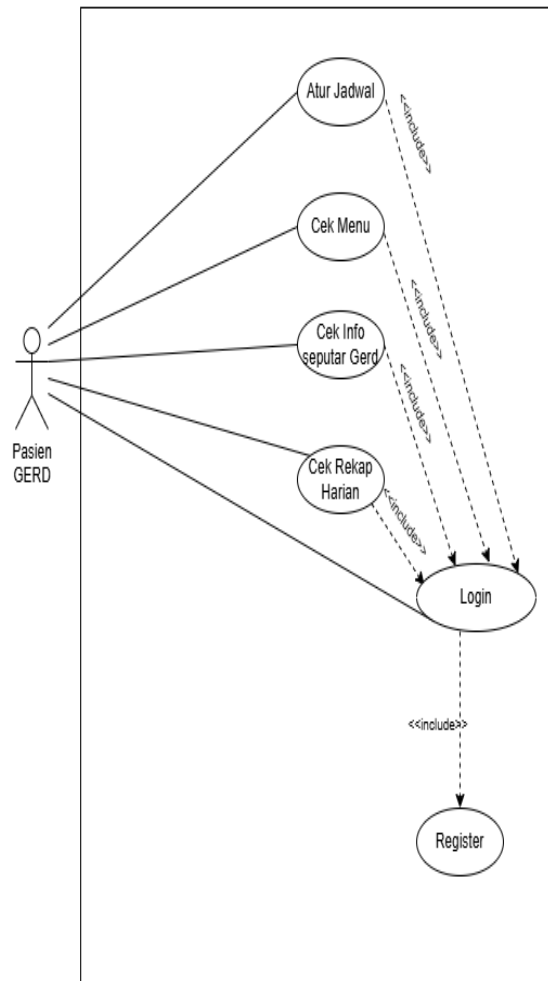 Atur Jadwal
<<include>>
Cek Menu
<<include>>
Cek Info
seputar Gerd
<<include>>
Pasien
GERD
Cek Rekap
Harian
<<include>>
Login
<<include>>
Register